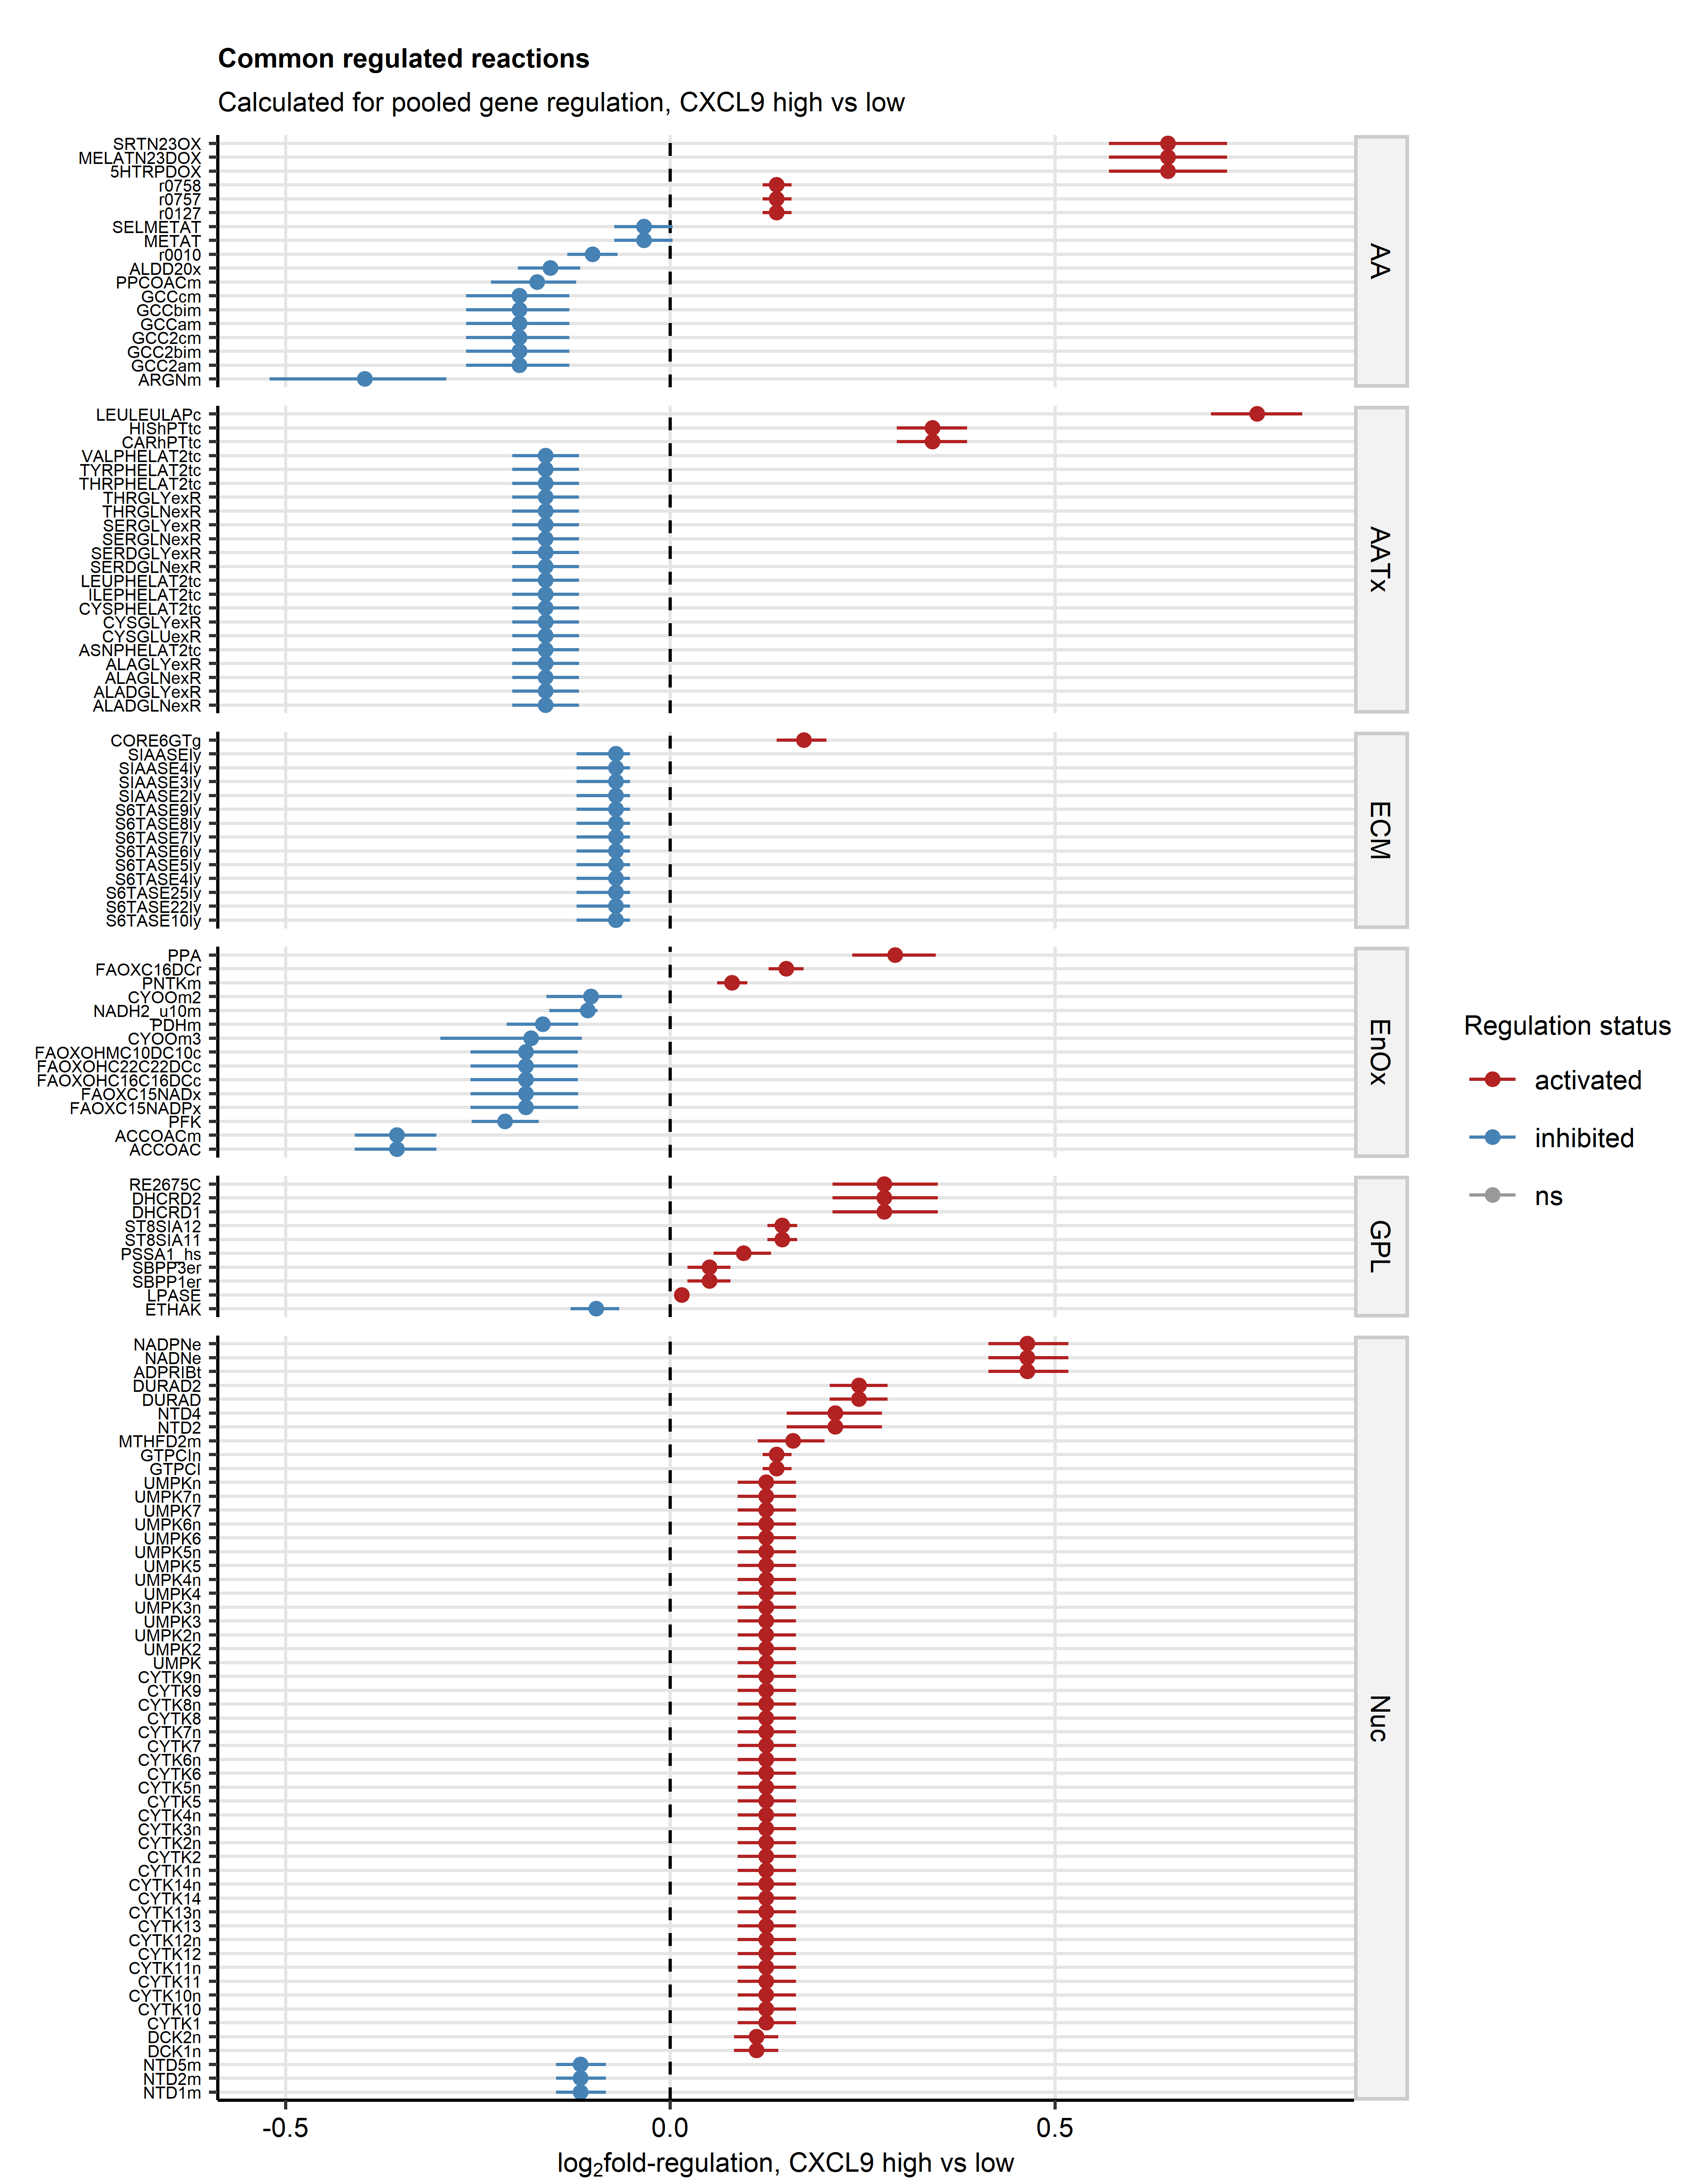 Common regulated reactions
Calculated for pooled gene regulation, CXCL9 high vs low
SRTN23OX
MELATN23DOX
5HTRPDOX
r0758
r0757
r0127
SELMETAT
METAT
r0010
ALDD20x
PPCOACm
GCCcm
GCCbim
GCCam
GCC2cm
GCC2bim
GCC2am
ARGNm
AA
LEULEULAPc
HIShPTtc
CARhPTtc
VALPHELAT2tc
TYRPHELAT2tc
THRPHELAT2tc
THRGLYexR
THRGLNexR
SERGLYexR
SERGLNexR
SERDGLYexR
SERDGLNexR
LEUPHELAT2tc
ILEPHELAT2tc
CYSPHELAT2tc
CYSGLYexR
CYSGLUexR
ASNPHELAT2tc
ALAGLYexR
ALAGLNexR
ALADGLYexR
ALADGLNexR
AATx
CORE6GTg
SIAASEly
SIAASE4ly
SIAASE3ly
SIAASE2ly
S6TASE9ly
S6TASE8ly
S6TASE7ly
S6TASE6ly
S6TASE5ly
S6TASE4ly
S6TASE25ly
S6TASE22ly
S6TASE10ly
ECM
PPA
FAOXC16DCr
PNTKm
CYOOm2
NADH2_u10m
PDHm
CYOOm3
FAOXOHMC10DC10c
FAOXOHC22C22DCc
FAOXOHC16C16DCc
FAOXC15NADx
FAOXC15NADPx
PFK
ACCOACm
ACCOAC
EnOx
RE2675C
DHCRD2
DHCRD1
ST8SIA12
ST8SIA11
PSSA1_hs
SBPP3er
SBPP1er
LPASE
ETHAK
GPL
NADPNe
NADNe
ADPRIBt
DURAD2
DURAD
NTD4
NTD2
MTHFD2m
GTPCIn
GTPCI
UMPKn
UMPK7n
UMPK7
UMPK6n
UMPK6
UMPK5n
UMPK5
UMPK4n
UMPK4
UMPK3n
UMPK3
UMPK2n
UMPK2
UMPK
CYTK9n
CYTK9
CYTK8n
CYTK8
CYTK7n
CYTK7
CYTK6n
CYTK6
CYTK5n
CYTK5
CYTK4n
CYTK3n
CYTK2n
CYTK2
CYTK1n
CYTK14n
CYTK14
CYTK13n
CYTK13
CYTK12n
CYTK12
CYTK11n
CYTK11
CYTK10n
CYTK10
CYTK1
DCK2n
DCK1n
NTD5m
NTD2m
NTD1m
Nuc
-0.5 0.0 0.5
log₂fold-regulation, CXCL9 high vs low
Regulation status
activated
inhibited
ns